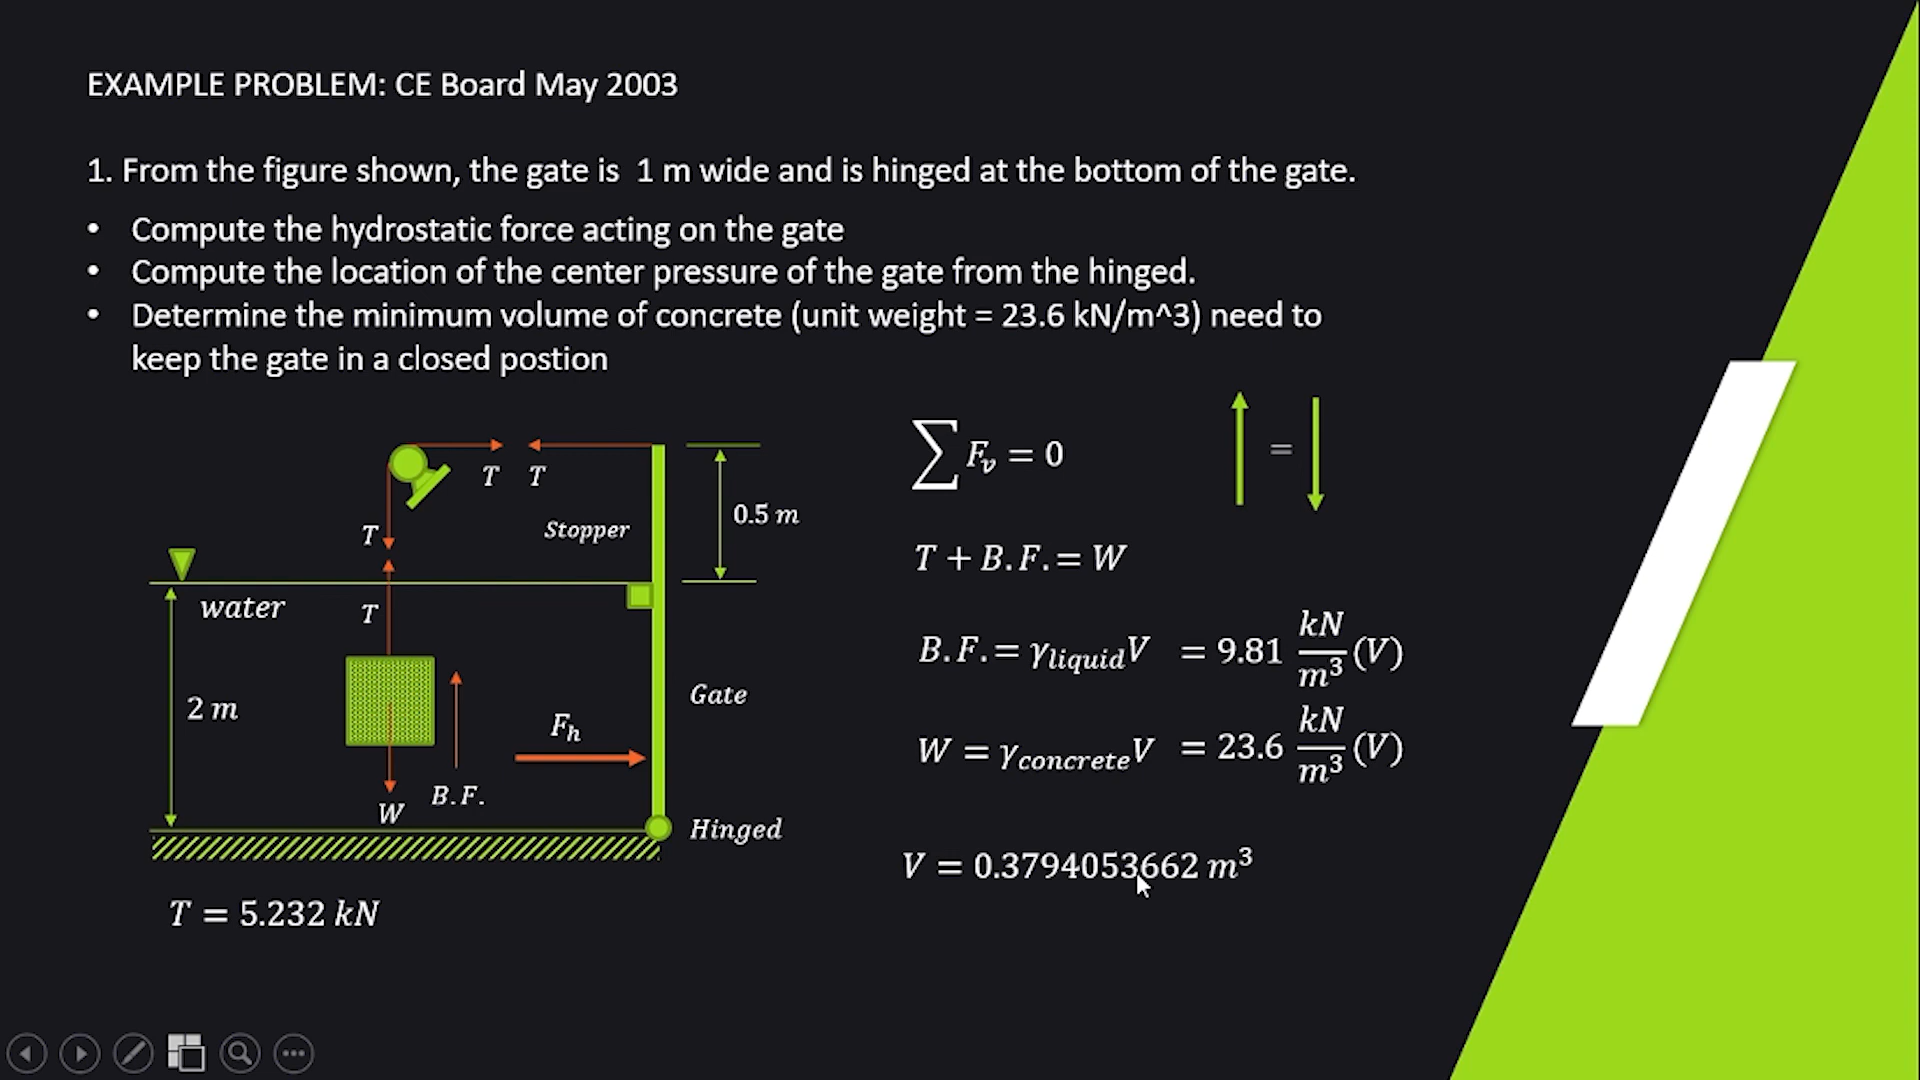 EXAMPLE PROBLEM: CE Board May 2003
1. From the figure shown, the gate is 1 m wide and is hinged at the bottom of the gate.
• Compute the hydrostatic force acting on the gate
• Compute the location of the center pressure of the gate from the hinged.
• Determine the minimum volume of concrete (unit weight = 23.6 kN/m^3) need to
keep the gate in a closed postion
T T
0.5 m
Stopper
T
water
T
2 m
Gate
F_h
W B.F.
Hinged
T = 5.232 kN
∑ F_v = 0
=
T + B.F. = W
B.F. = γ_liquid V = 9.81 kN/m³ (V)
W = γ_concrete V = 23.6 kN/m³ (V)
V = 0.3794053662 m³